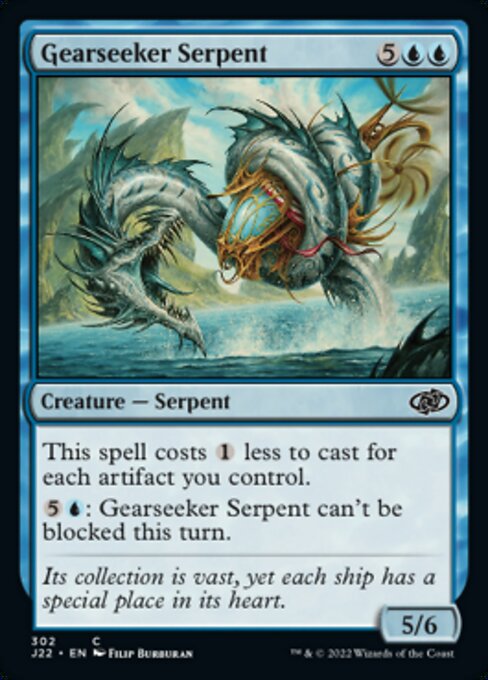 Gearseeker Serpent 5
Creature — Serpent
This spell costs 1 less to cast for
each artifact you control.
5 : Gearseeker Serpent can't be
blocked this turn.
Its collection is vast, yet each ship has a
special place in its heart.
5/6
302 C
J22 • EN Filip Burburan
™ & © 2022 Wizards of the Coast